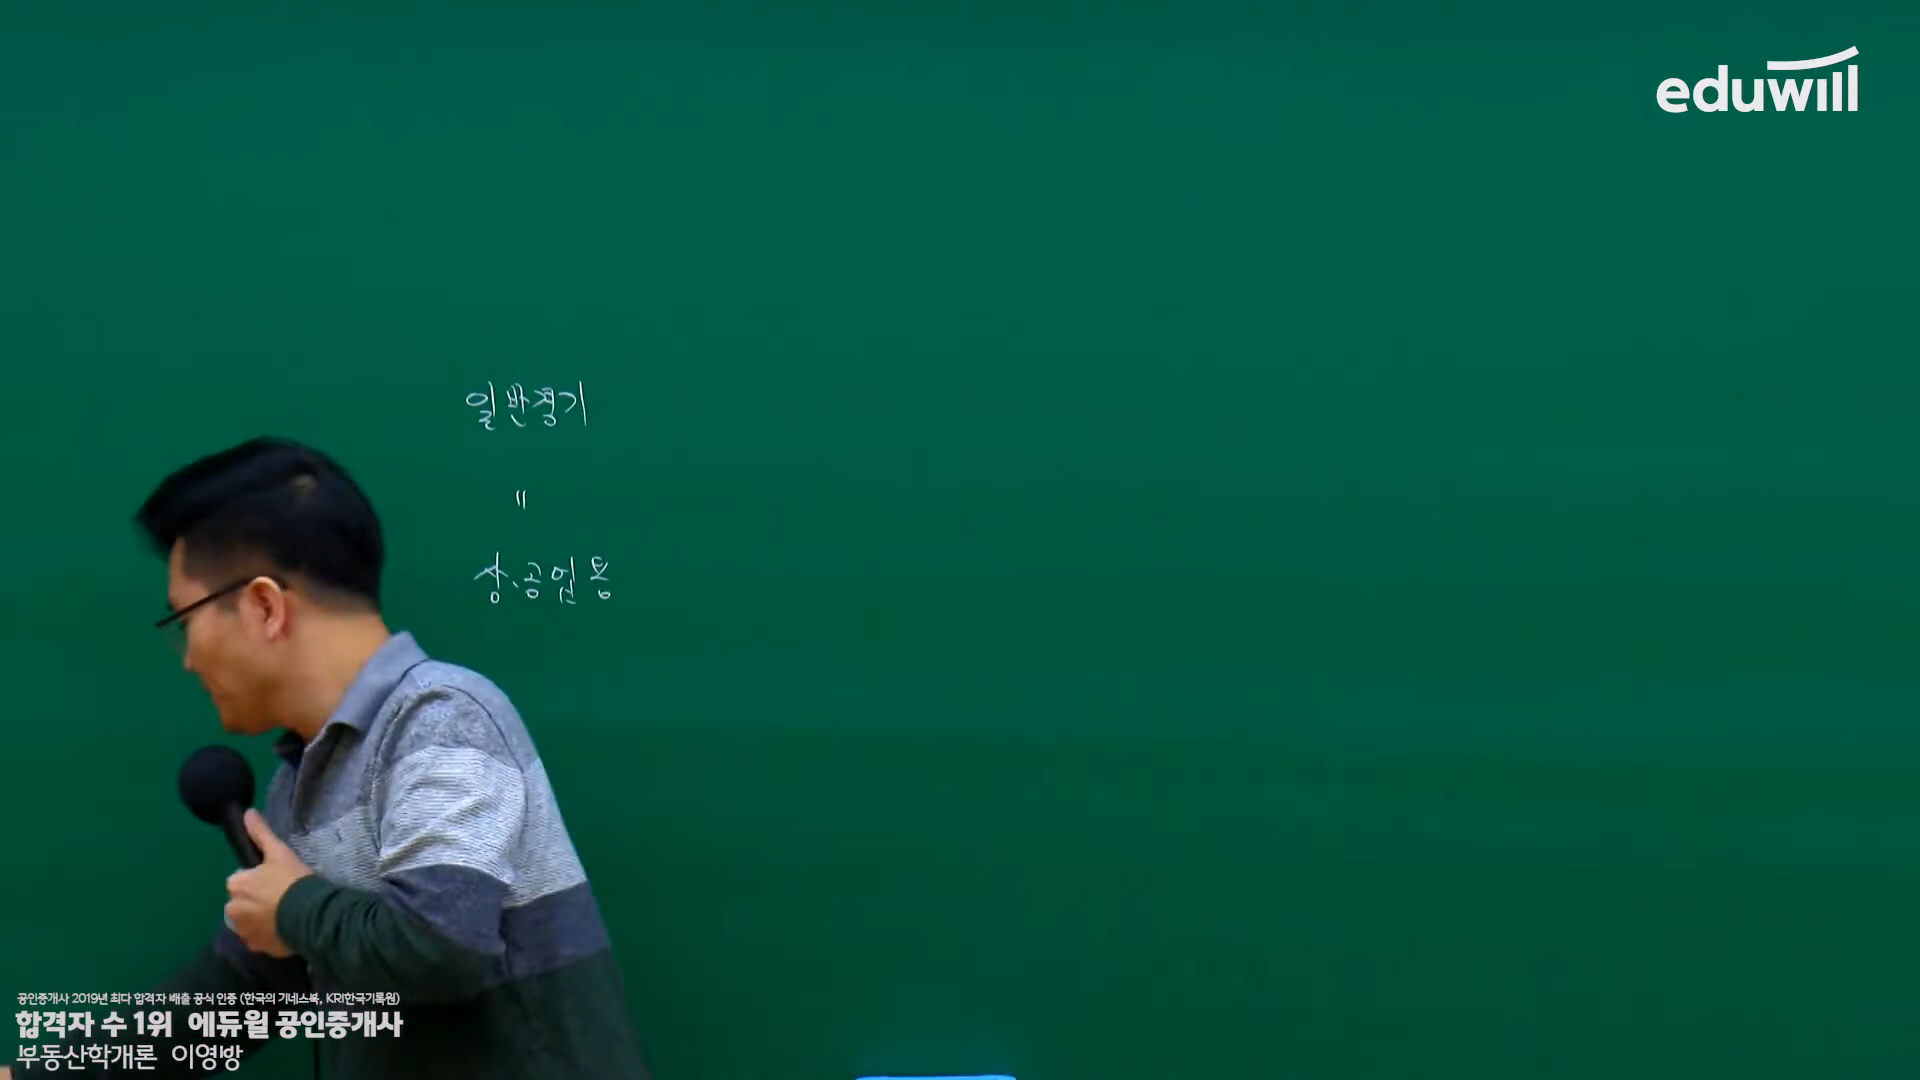 eduwill
일반경기
"
상.공업용
공인중개사 2019년 최다 합격자 배출 공식 인증 (한국의 기네스북, KRI한국기록원)
합격자 수 1위 에듀윌 공인중개사
부동산학개론 이영방